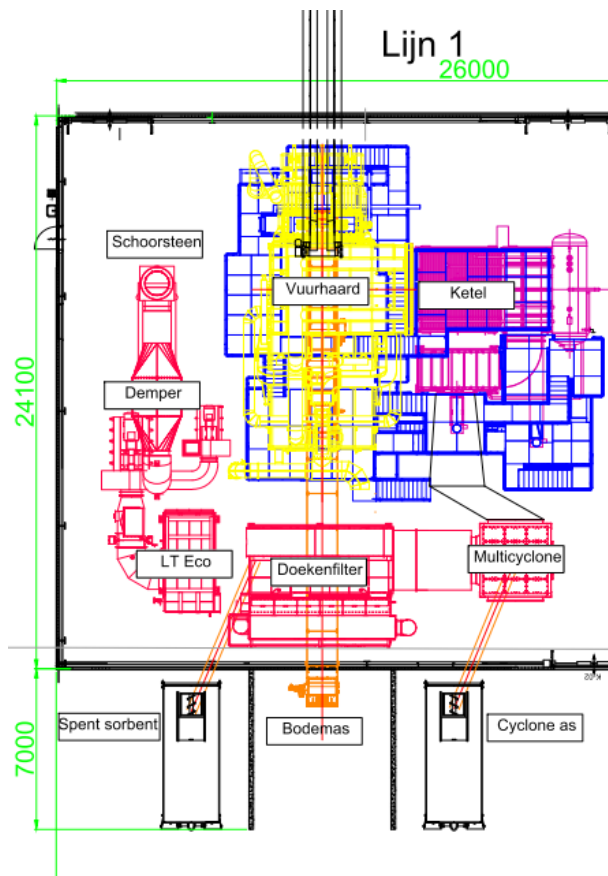 Lijn 1
26000
Schoorsteen
Vuurhaard
Ketel
24100
Demper
LT Eco
Doekenfilter
Multicyclone
7000
Spent sorbent
Bodemas
Cyclone as